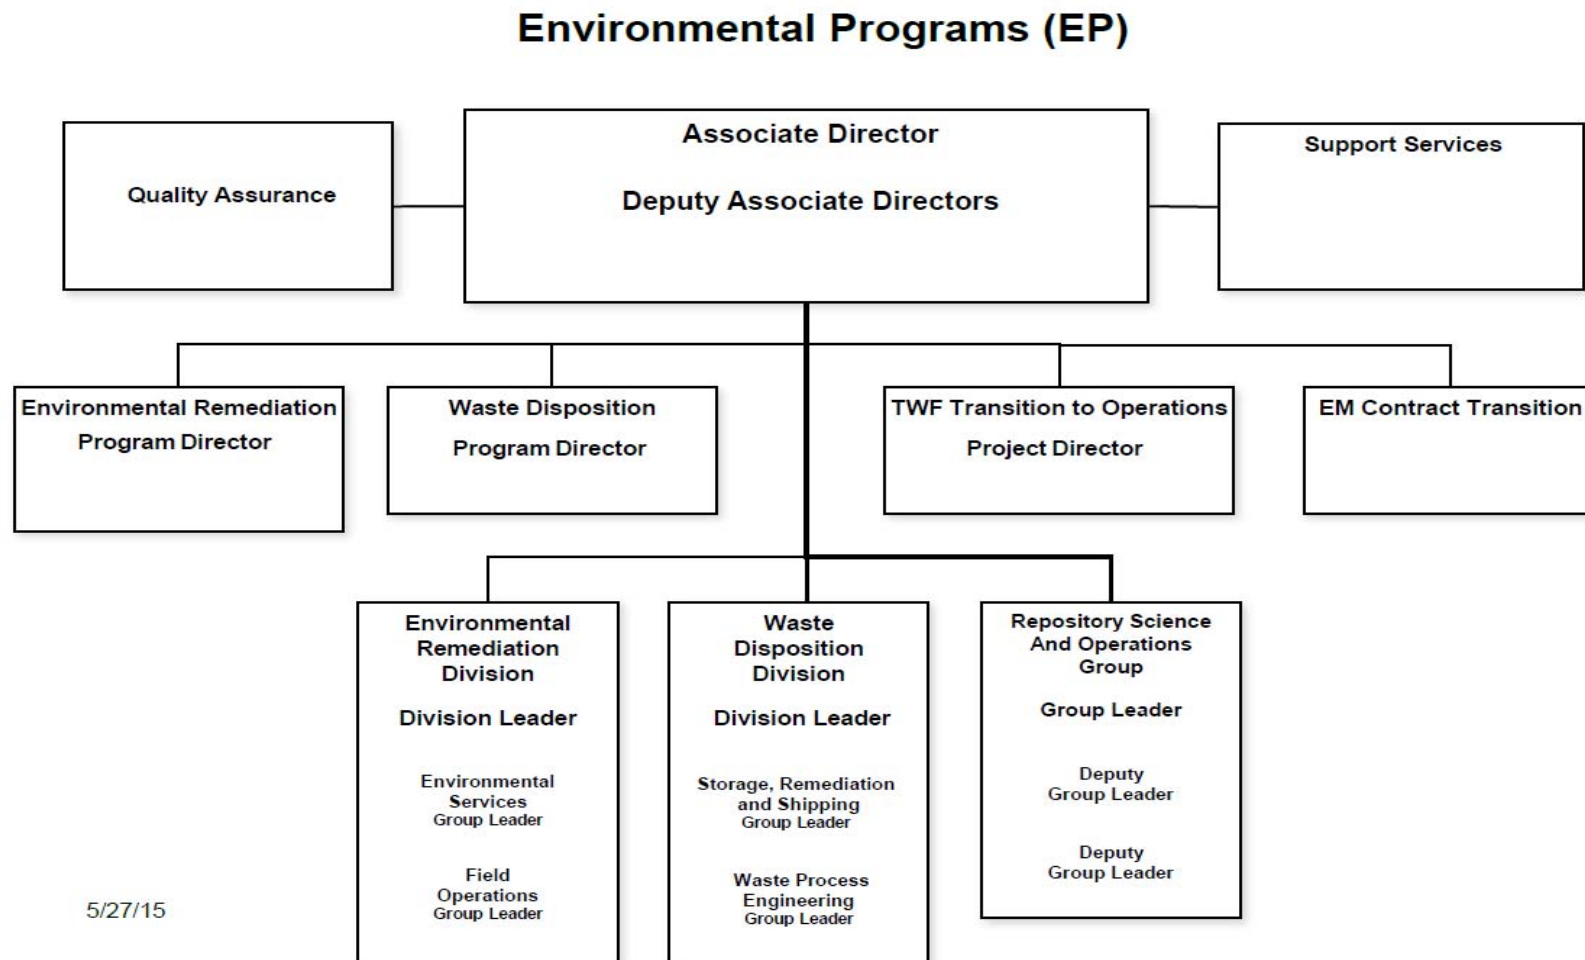 Environmental Programs (EP)
Quality Assurance
Associate Director
Deputy Associate Directors
Support Services
Environmental Remediation
Program Director
Waste Disposition
Program Director
TWF Transition to Operations
Project Director
EM Contract Transition
Environmental
Remediation
Division
Division Leader
Environmental
Services
Group Leader
Field
Operations
Group Leader
Waste
Disposition
Division
Division Leader
Storage, Remediation
and Shipping
Group Leader
Waste Process
Engineering
Group Leader
Repository Science
And Operations
Group
Group Leader
Deputy
Group Leader
Deputy
Group Leader
5/27/15